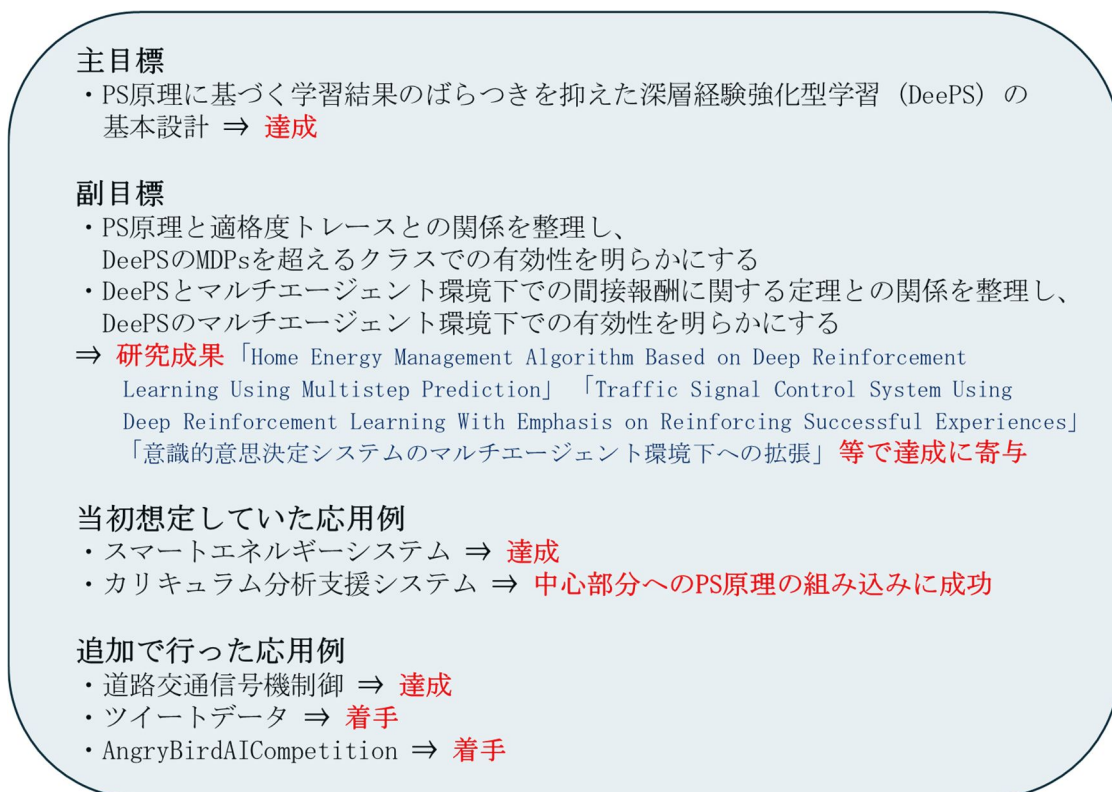 主目標
・PS原理に基づく学習結果のばらつきを抑えた深層経験強化型学習 (DeePS) の
基本設計 ⇒ 達成
副目標
・PS原理と適格度トレースとの関係を整理し、
DeePSのMDPsを超えるクラスでの有効性を明らかにする
・DeePSとマルチエージェント環境下での間接報酬に関する定理との関係を整理し、
DeePSのマルチエージェント環境下での有効性を明らかにする
⇒ 研究成果「Home Energy Management Algorithm Based on Deep Reinforcement
Learning Using Multistep Prediction」 「Traffic Signal Control System Using
Deep Reinforcement Learning With Emphasis on Reinforcing Successful Experiences」
「意識的意思決定システムのマルチエージェント環境下への拡張」 等で達成に寄与
当初想定していた応用例
・スマートエネルギーシステム ⇒ 達成
・カリキュラム分析支援システム ⇒ 中心部分へのPS原理の組み込みに成功
追加で行った応用例
・道路交通信号機制御 ⇒ 達成
・ツイートデータ ⇒ 着手
・AngryBirdAICompetition ⇒ 着手